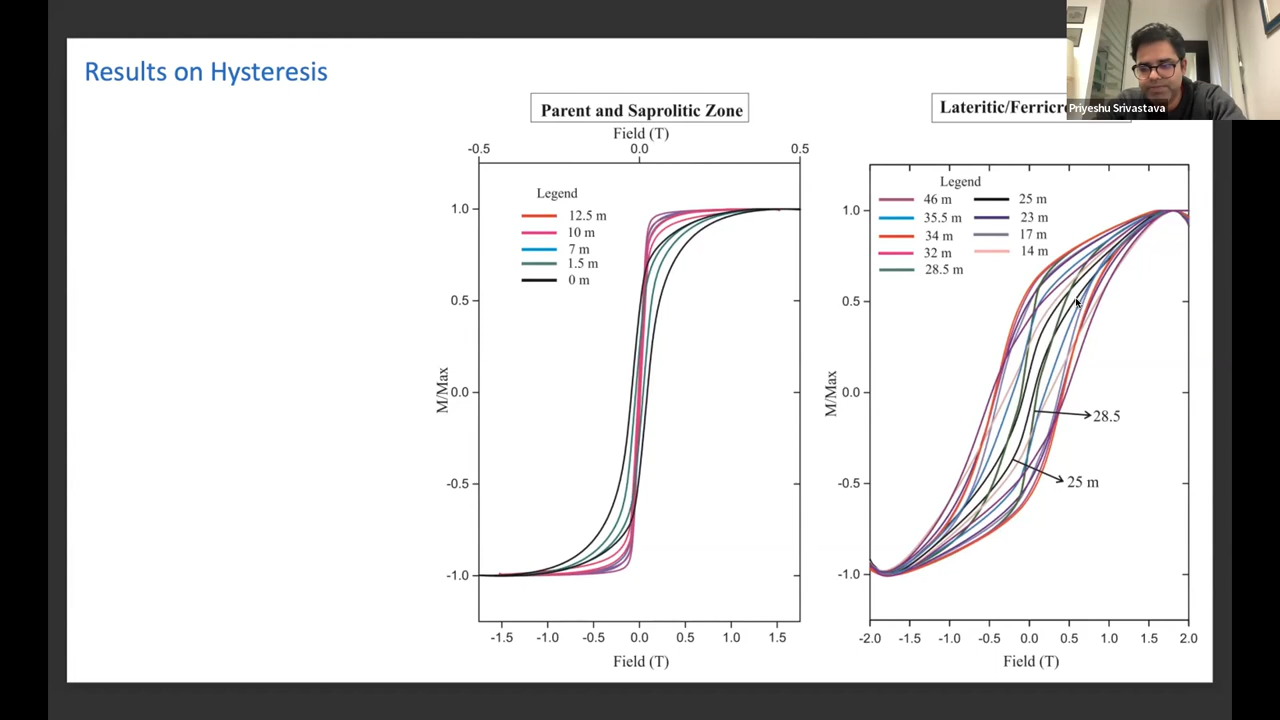 Results on Hysteresis
Priyeshu Srivastava
Parent and Saprolitic Zone
Field (T)
-0.5 0.0 0.5
Legend
12.5 m
10 m
7 m
1.5 m
0 m
1.0
0.5
0.0
-0.5
-1.0
M/Max
-1.5 -1.0 -0.5 0.0 0.5 1.0 1.5
Field (T)
Lateritic/Ferricr
Legend
46 m 25 m
35.5 m 23 m
34 m 17 m
32 m 14 m
28.5 m
1.0
0.5
0.0
-0.5
-1.0
M/Max
28.5
25 m
-2.0 -1.5 -1.0 -0.5 0.0 0.5 1.0 1.5 2.0
Field (T)